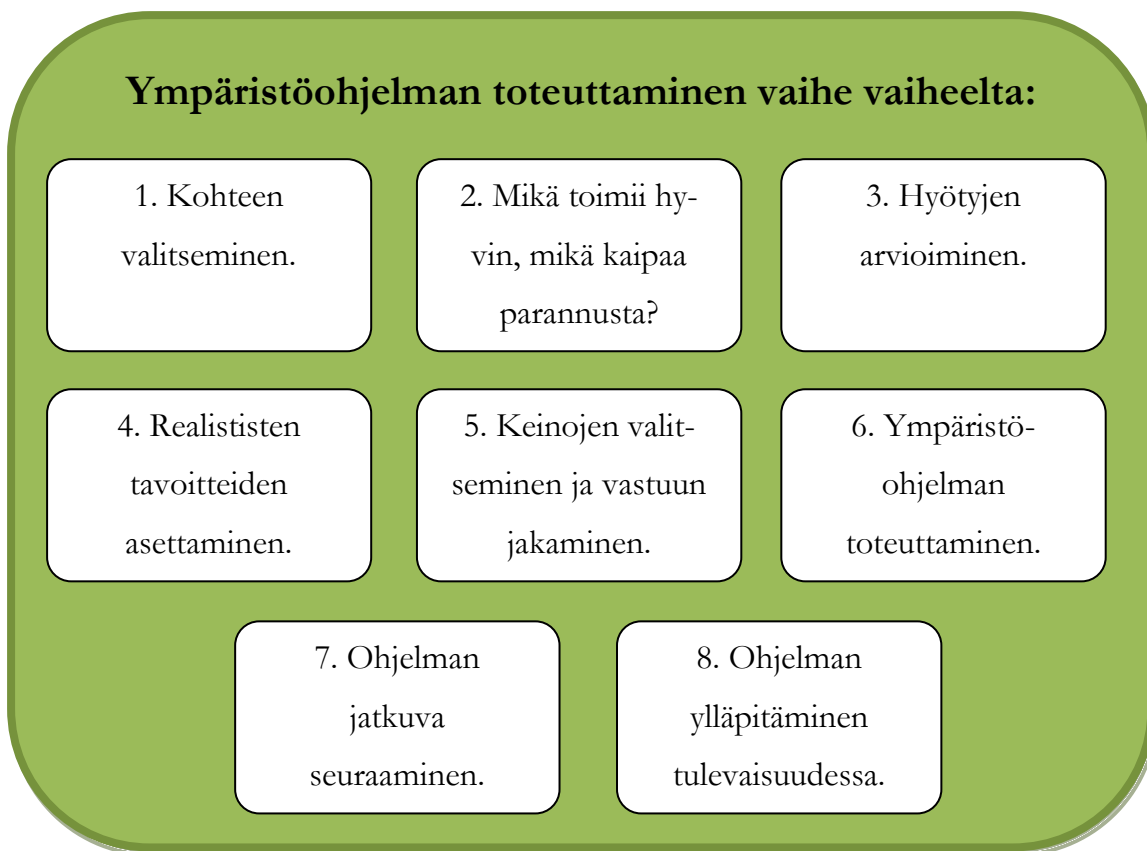 Ympäristöohjelman toteuttaminen vaihe vaiheelta:
1. Kohteen
valitseminen.
2. Mikä toimii hy-
vin, mikä kaipaa
parannusta?
3. Hyötyjen
arvioiminen.
4. Realististen
tavoitteiden
asettaminen.
5. Keinojen valit-
seminen ja vastuun
jakaminen.
6. Ympäristö-
ohjelman
toteuttaminen.
7. Ohjelman
jatkuva
seuraaminen.
8. Ohjelman
ylläpitäminen
tulevaisuudessa.